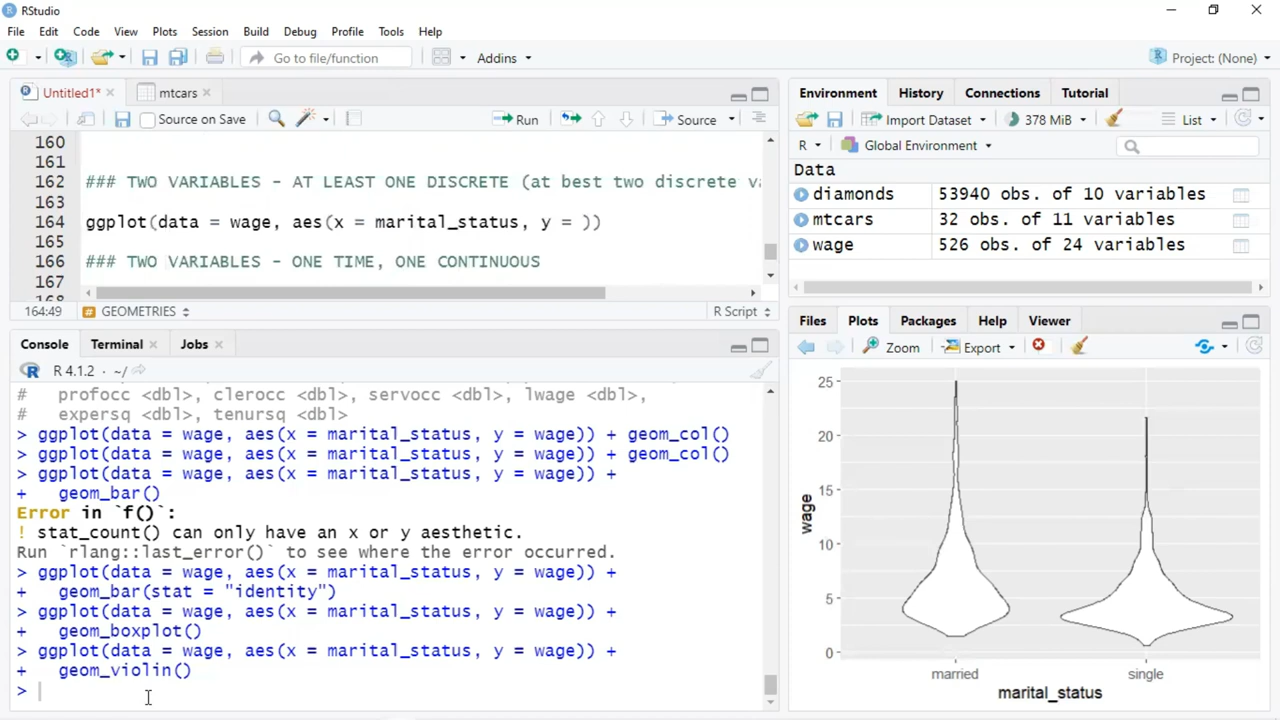 RStudio
File Edit Code View Plots Session Build Debug Profile Tools Help
Go to file/function Addins Project: (None)
Untitled1* mtcars
Source on Save Run Source
160
161
162 ### TWO VARIABLES - AT LEAST ONE DISCRETE (at best two discrete va
163
164 ggplot(data = wage, aes(x = marital_status, y = ))
165
166 ### TWO VARIABLES - ONE TIME, ONE CONTINUOUS
167
168
164:49 # GEOMETRIES R Script
Console Terminal Jobs
R R 4.1.2 · ~/
# profocc <dbl>, clerocc <dbl>, servocc <dbl>, lwage <dbl>,
# expersq <dbl>, tenursq <dbl>
> ggplot(data = wage, aes(x = marital_status, y = wage)) + geom_col()
> ggplot(data = wage, aes(x = marital_status, y = wage)) + geom_col()
> ggplot(data = wage, aes(x = marital_status, y = wage)) +
+ geom_bar()
Error in `f()`:
! stat_count() can only have an x or y aesthetic.
Run `rlang::last_error()` to see where the error occurred.
> ggplot(data = wage, aes(x = marital_status, y = wage)) +
+ geom_bar(stat = "identity")
> ggplot(data = wage, aes(x = marital_status, y = wage)) +
+ geom_boxplot()
> ggplot(data = wage, aes(x = marital_status, y = wage)) +
+ geom_violin()
>
Environment History Connections Tutorial
Import Dataset 378 MiB List
R Global Environment
Data
diamonds 53940 obs. of 10 variables
mtcars 32 obs. of 11 variables
wage 526 obs. of 24 variables
Files Plots Packages Help Viewer
Zoom Export
25
20
15
10
5
0
wage
married single
marital_status